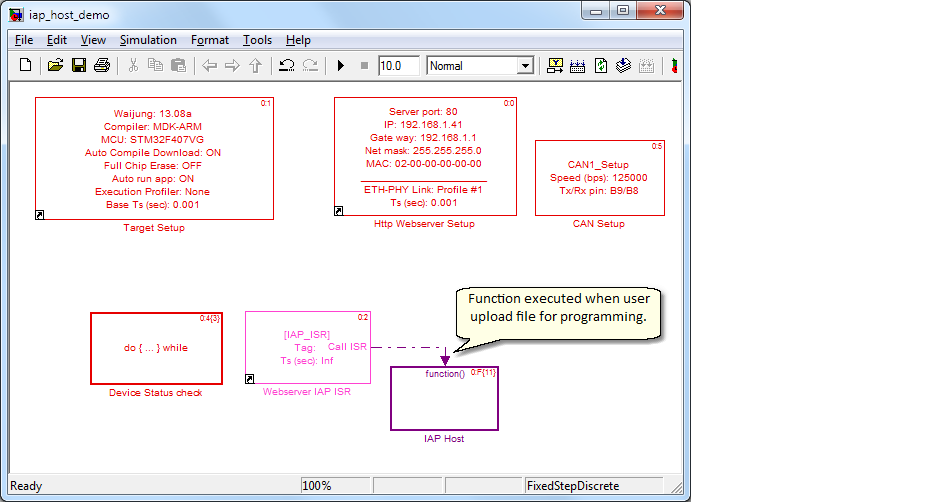 iap_host_demo
File Edit View Simulation Format Tools Help
10.0 Normal
0:1
Waijung: 13.08a
Compiler: MDK-ARM
MCU: STM32F407VG
Auto Compile Download: ON
Full Chip Erase: OFF
Auto run app: ON
Execution Profiler: None
Base Ts (sec): 0.001
Target Setup
0:0
Server port: 80
IP: 192.168.1.41
Gate way: 192.168.1.1
Net mask: 255.255.255.0
MAC: 02-00-00-00-00-00
ETH-PHY Link: Profile #1
Ts (sec): 0.001
Http Webserver Setup
0:5
CAN1_Setup
Speed (bps): 125000
Tx/Rx pin: B9/B8
CAN Setup
Function executed when user
upload file for programming.
0:4{3}
do { ... } while
Device Status check
0:2
[IAP_ISR]
Tag: Call ISR
Ts (sec): Inf
Webserver IAP ISR
function() 0:F{11}
IAP Host
Ready 100% FixedStepDiscrete